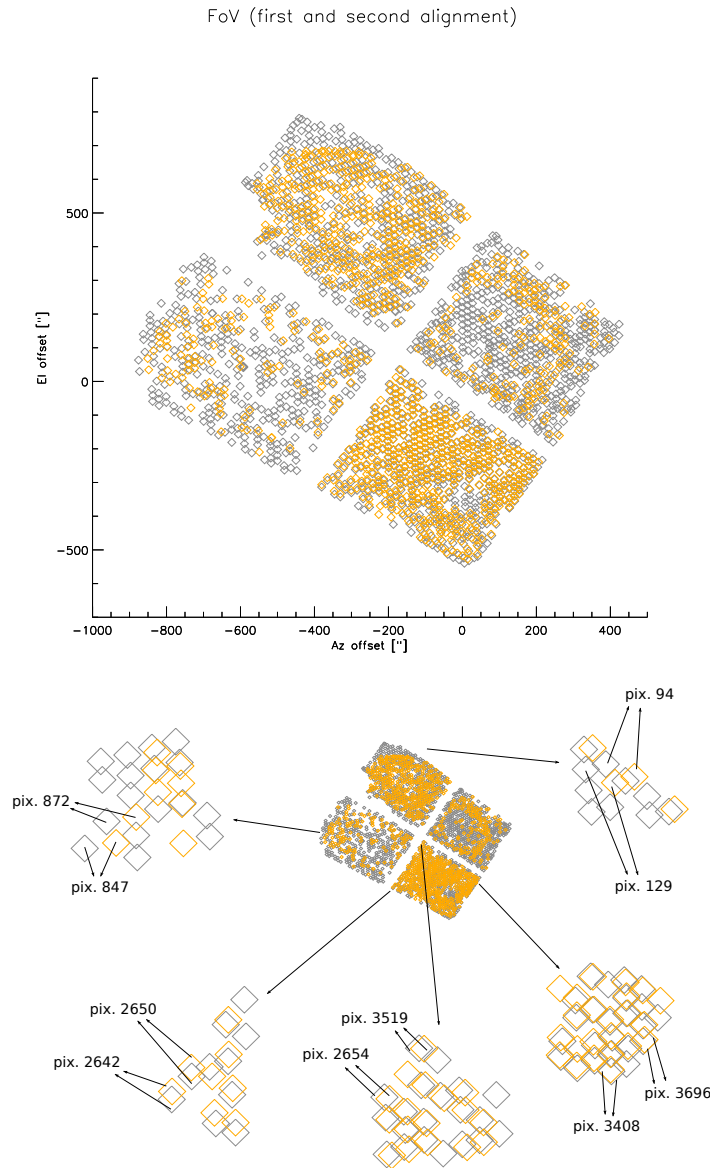 FoV (first and second alignment)
500
0
-500
El offset ["]
-1000
-800
-600
-400
-200
0
200
400
Az offset ["]
pix. 94
pix. 872
pix. 847
pix. 129
pix. 2650
pix. 3519
pix. 2654
pix. 2642
pix. 3696
pix. 3408